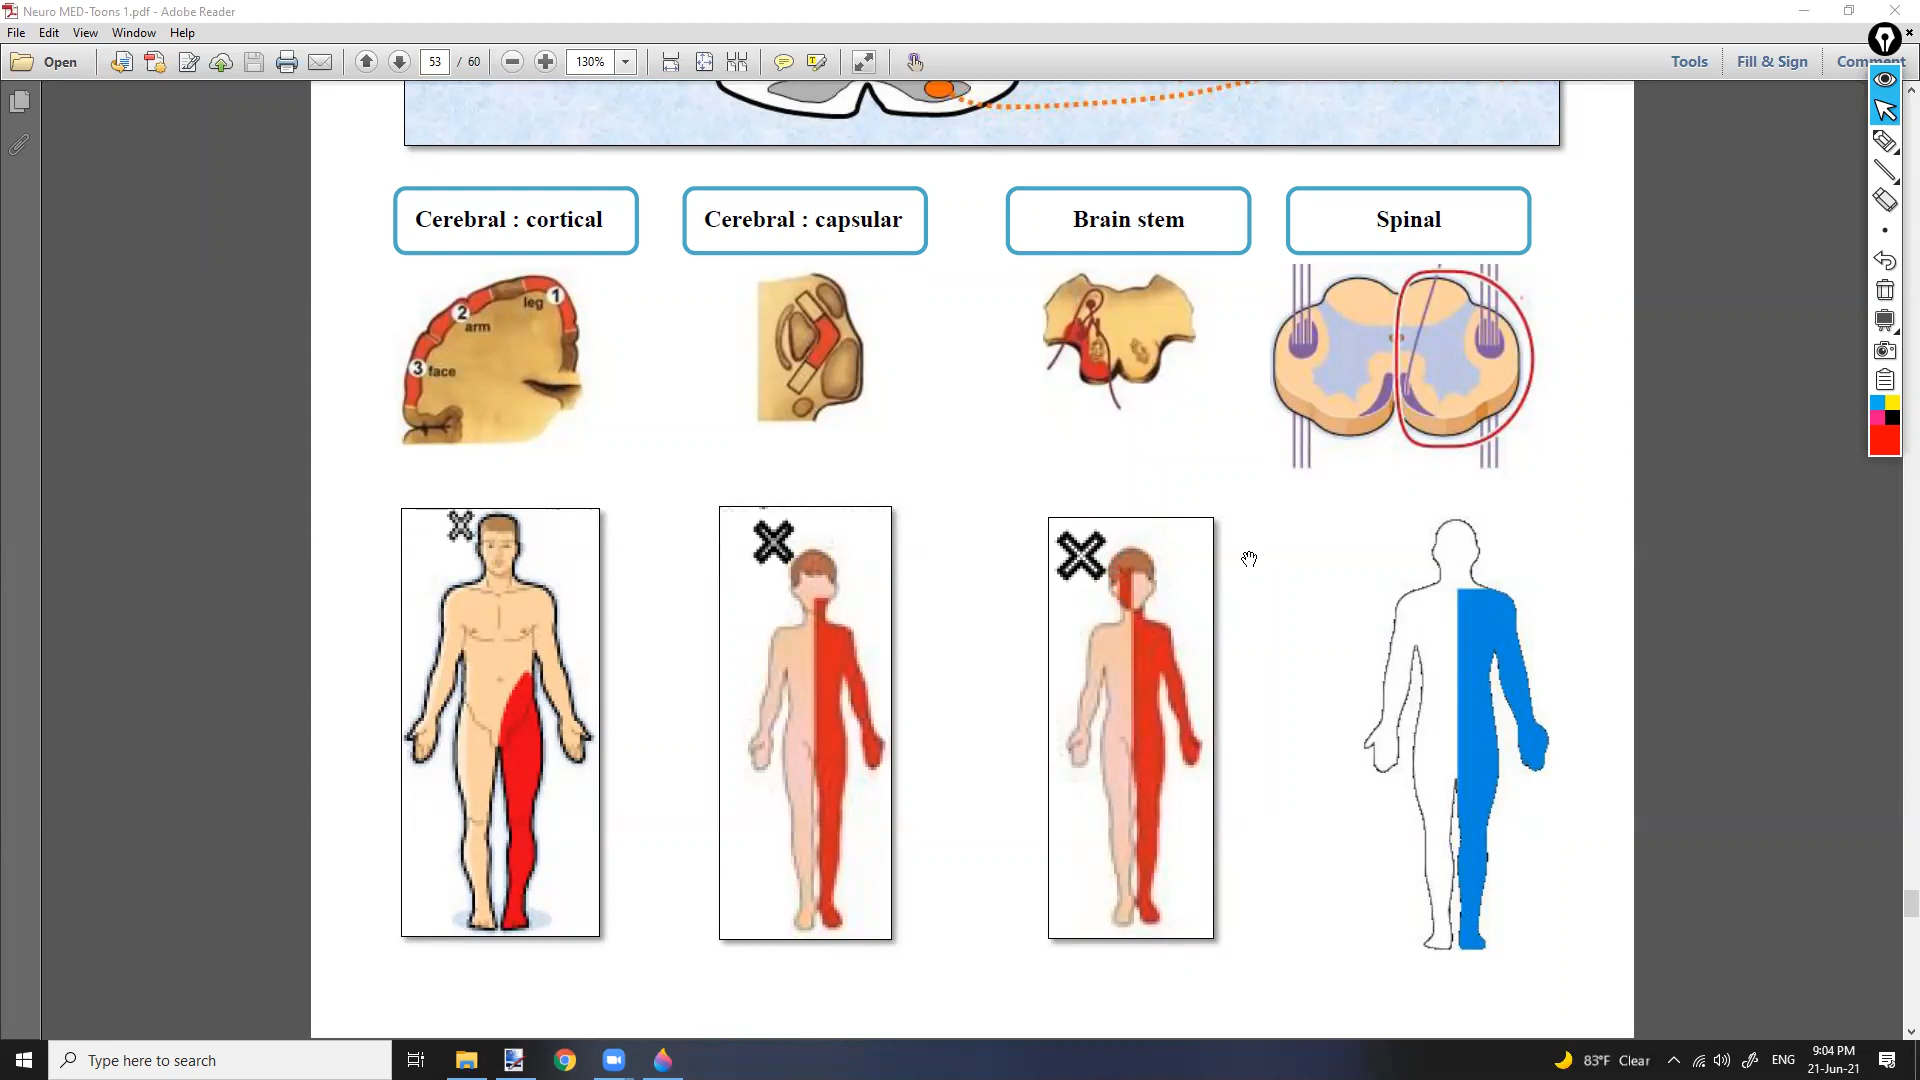 Neuro MED-Toons 1.pdf - Adobe Reader
File Edit View Window Help
Open 53 / 60 130% Tools Fill & Sign Comment
Cerebral : cortical
Cerebral : capsular
Brain stem
Spinal
1
leg
2
arm
3 face
Type here to search
83°F Clear
ENG
9:04 PM
21-Jun-21